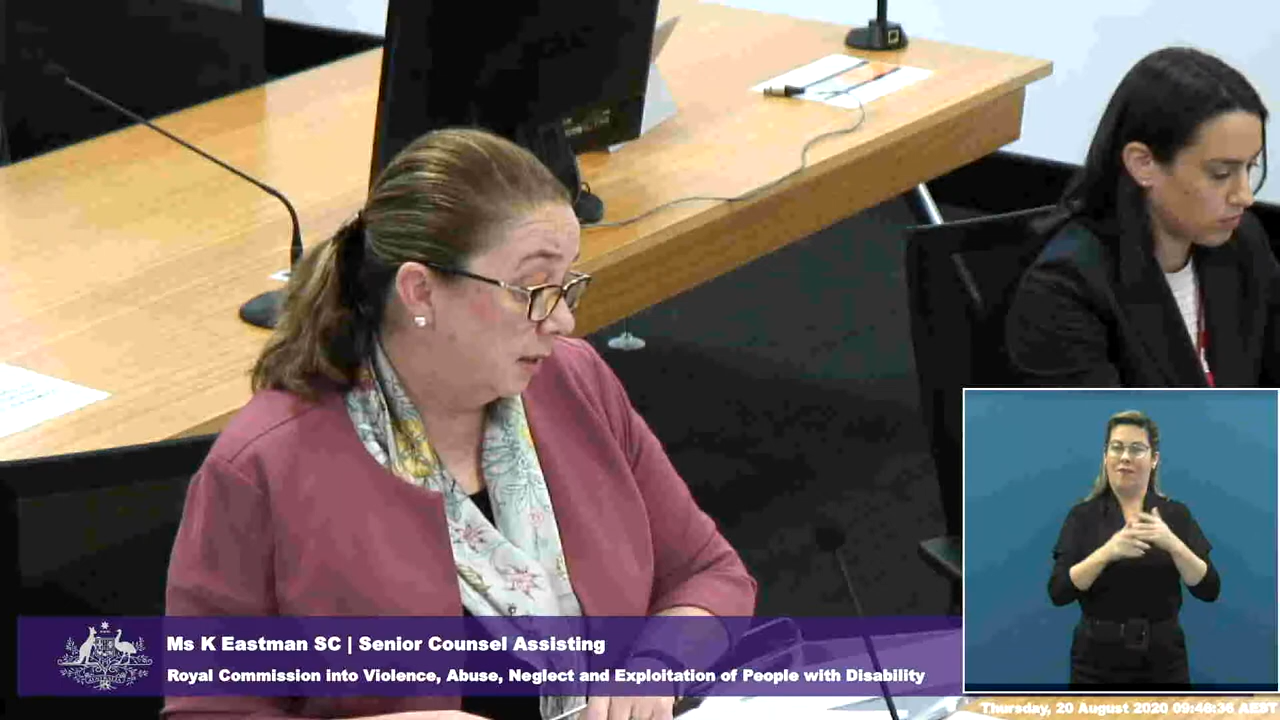 Ms K Eastman SC | Senior Counsel Assisting
Royal Commission into Violence, Abuse, Neglect and Exploitation of People with Disability
Thursday, 20 August 2020 09:46:36 AEST